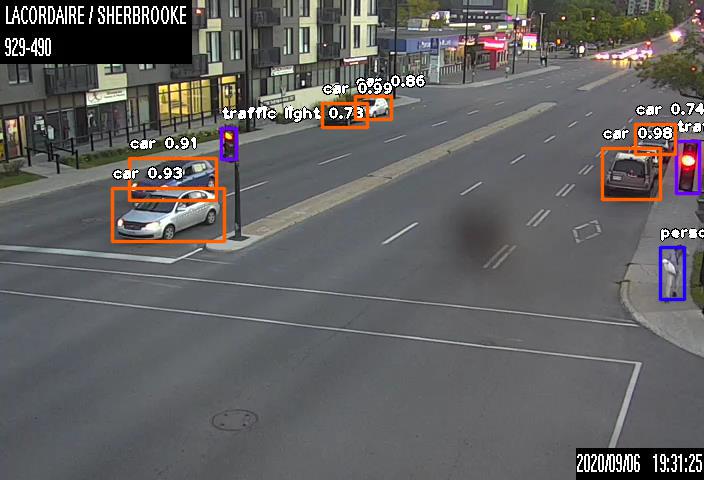 LACORDAIRE / SHERBROOKE
929-490
car 0.86
car 0.99
car 0.74
traffic light 0.73
car 0.98
car 0.91
car 0.93
2020/09/06 19:31:25